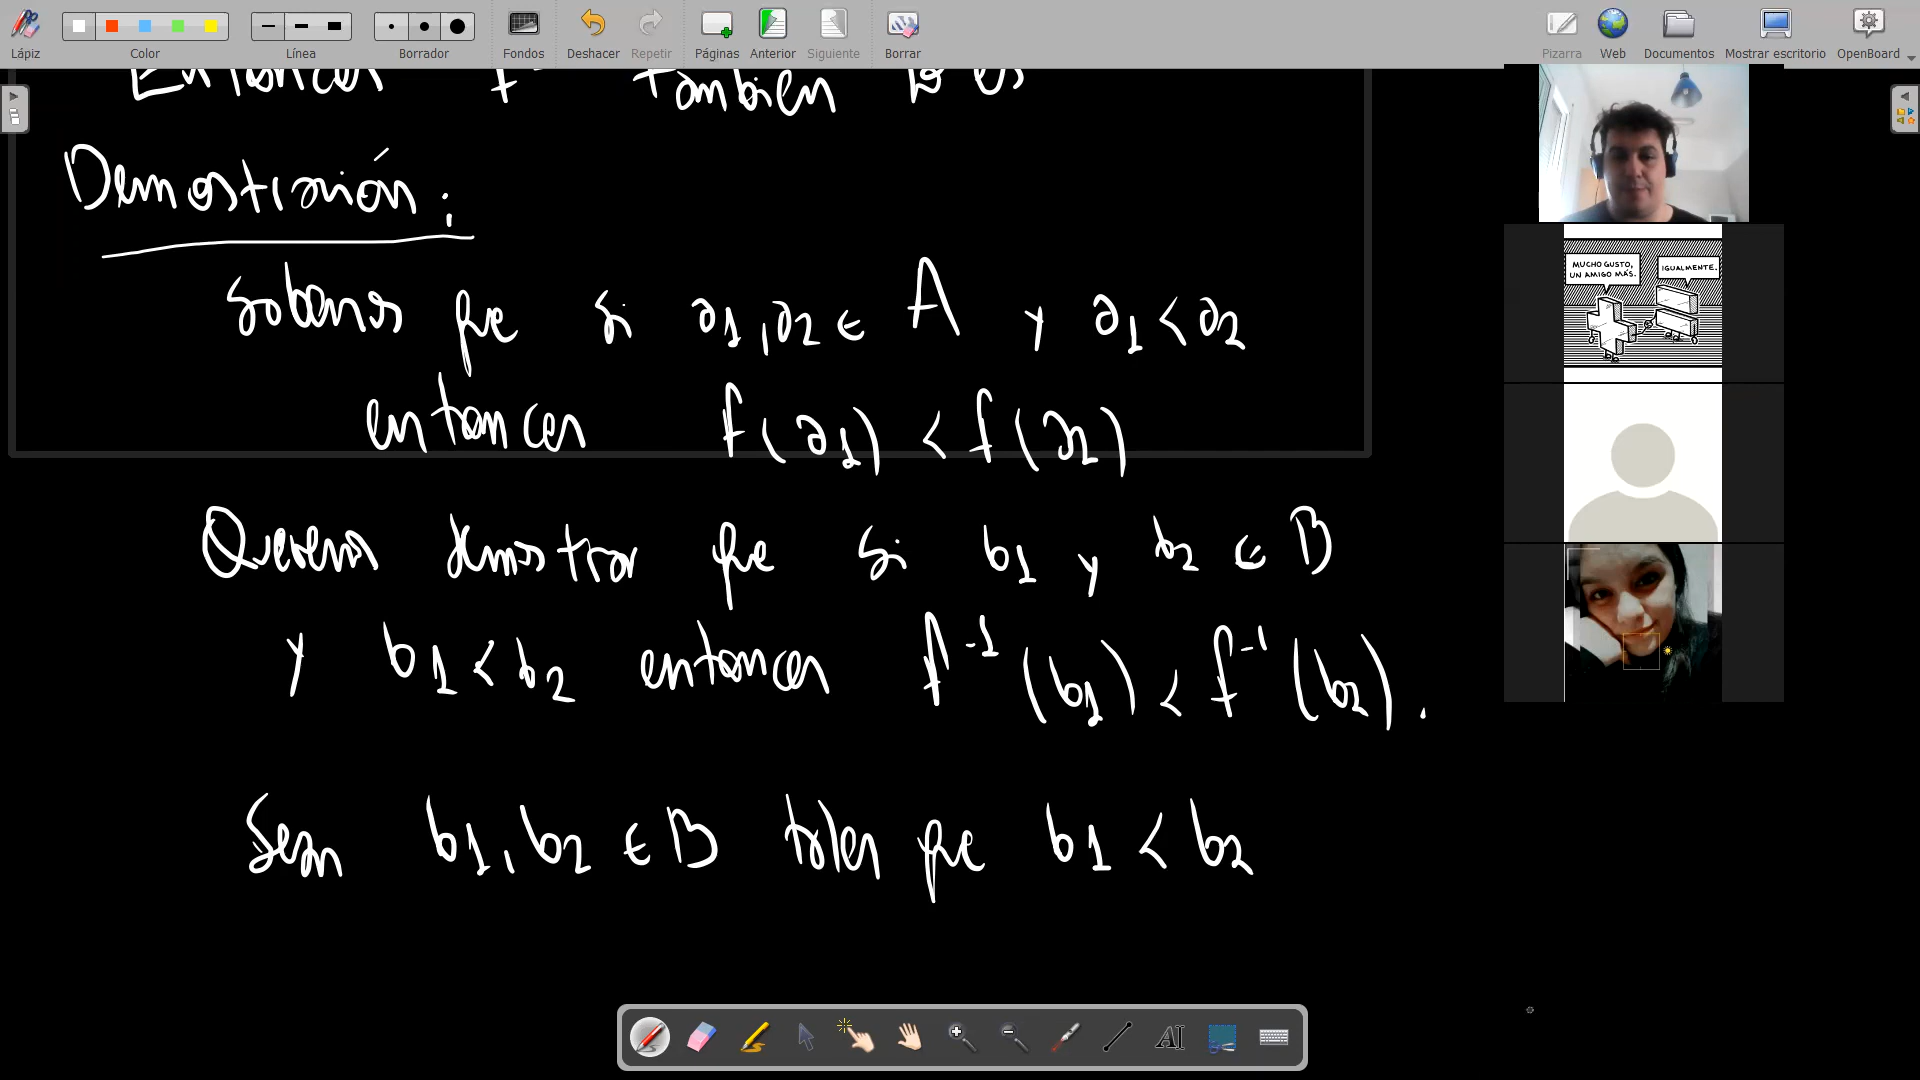 Lápiz Color Línea Borrador Fondos Deshacer Repetir Páginas Anterior Siguiente Borrar Pizarra Web Documentos Mostrar escritorio OpenBoard
Entonces f⁻¹ también lo es
Demostración:
Sabemos que si a1, a2 ∈ A y a1 < a2
entonces f(a1) < f(a2)
Queremos demostrar que si b1 y b2 ∈ B
y b1 < b2 entonces f⁻¹(b1) < f⁻¹(b2).
Sean b1, b2 ∈ B tales que b1 < b2
MUCHO GUSTO,
UN AMIGO MÁS.
IGUALMENTE.
AI